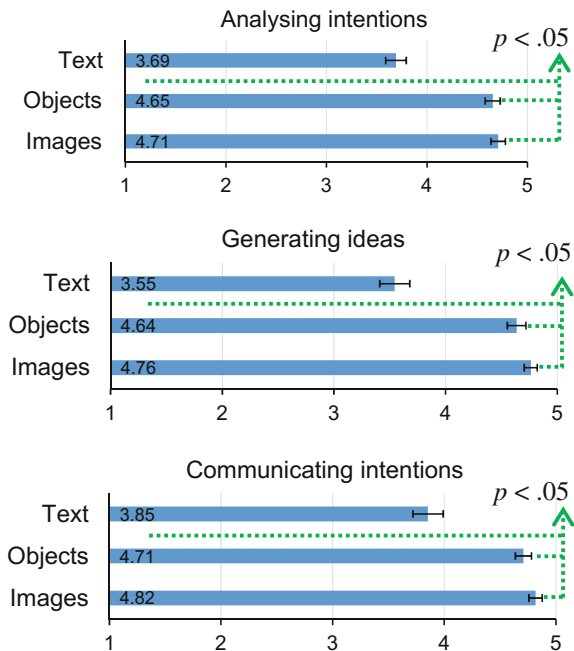 Analysing intentions
p < .05
Text 3.69
Objects 4.65
Images 4.71
1 2 3 4 5
Generating ideas
p < .05
Text 3.55
Objects 4.64
Images 4.76
1 2 3 4 5
Communicating intentions
p < .05
Text 3.85
Objects 4.71
Images 4.82
1 2 3 4 5